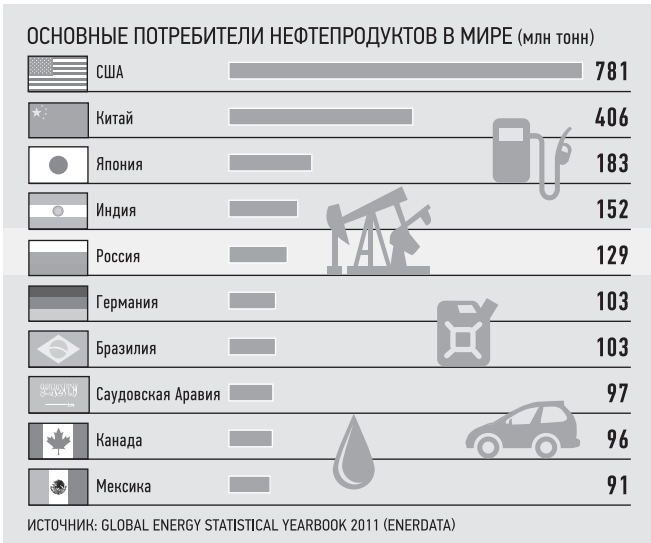 ОСНОВНЫЕ ПОТРЕБИТЕЛИ НЕФТЕПРОДУКТОВ В МИРЕ (млн тонн)
США 781
Китай 406
Япония 183
Индия 152
Россия 129
Германия 103
Бразилия 103
Саудовская Аравия 97
Канада 96
Мексика 91
ИСТОЧНИК: GLOBAL ENERGY STATISTICAL YEARBOOK 2011 (ENERDATA)